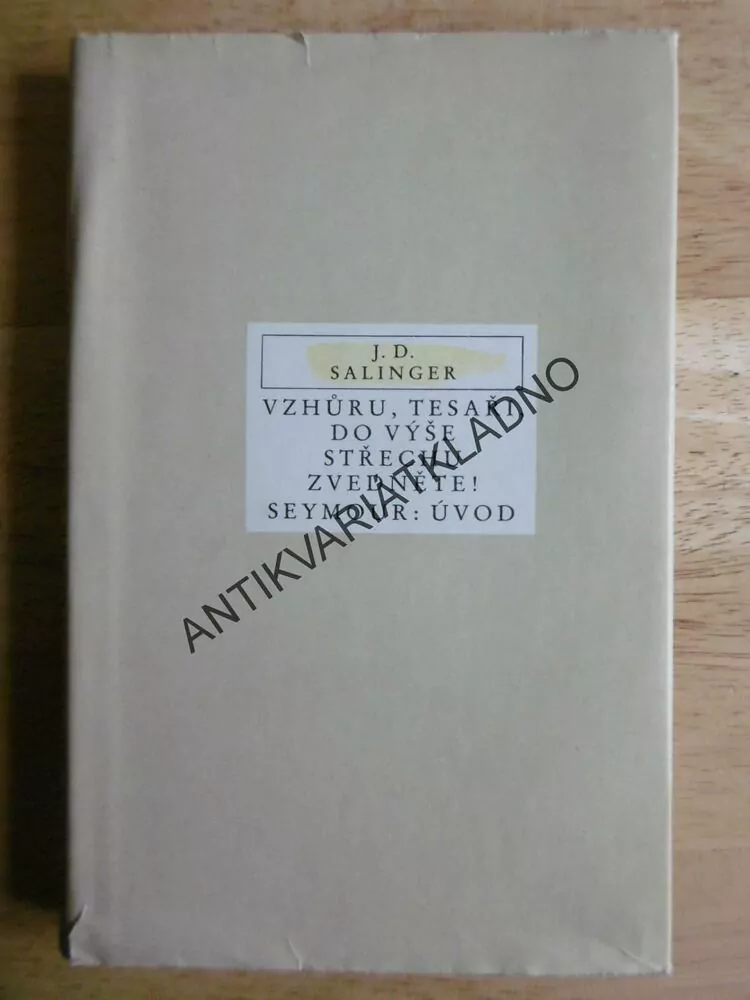 J. D.
SALINGER
VZHŮRU, TESAŘI
DO VÝŠE
STŘECHU
ZVEDNĚTE!
SEYMOUR: ÚVOD
ANTIKVARIATKLADNO